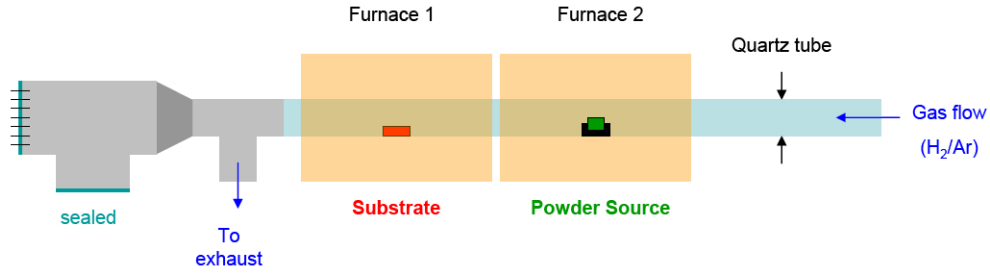 Furnace 1
Furnace 2
Quartz tube
Gas flow
(H₂/Ar)
Substrate
Powder Source
sealed
To
exhaust